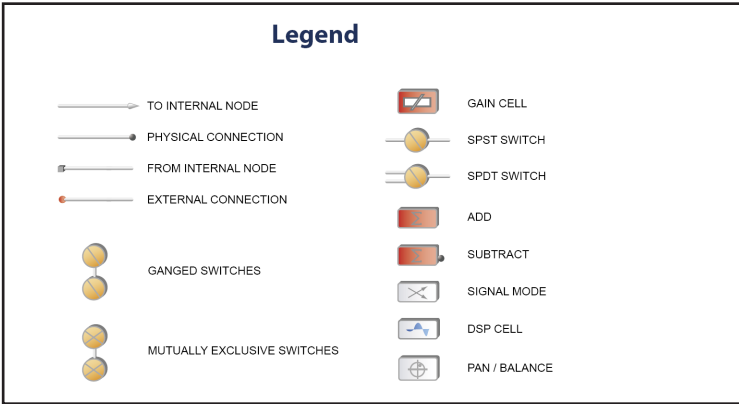 Legend
TO INTERNAL NODE
PHYSICAL CONNECTION
FROM INTERNAL NODE
EXTERNAL CONNECTION
GANGED SWITCHES
MUTUALLY EXCLUSIVE SWITCHES
GAIN CELL
SPST SWITCH
SPDT SWITCH
Σ ADD
Σ SUBTRACT
SIGNAL MODE
DSP CELL
PAN / BALANCE